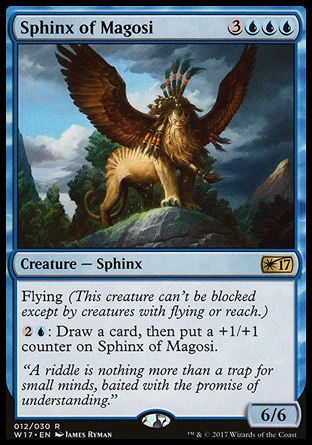 Sphinx of Magosi 3
Creature — Sphinx 17
Flying (This creature can't be blocked
except by creatures with flying or reach.)
2: Draw a card, then put a +1/+1
counter on Sphinx of Magosi.
“A riddle is nothing more than a trap for
small minds, baited with the promise of
understanding.”
6/6
012/030 R
W17 • EN James Ryman ™ & © 2017 Wizards of the Coast